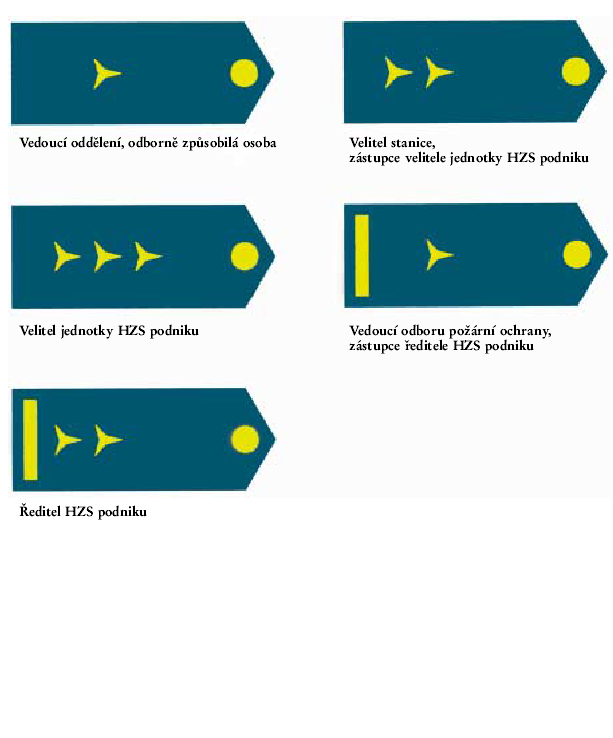 Vedoucí oddělení, odborně způsobilá osoba
Velitel stanice,
zástupce velitele jednotky HZS podniku
Velitel jednotky HZS podniku
Vedoucí odboru požární ochrany,
zástupce ředitele HZS podniku
Ředitel HZS podniku